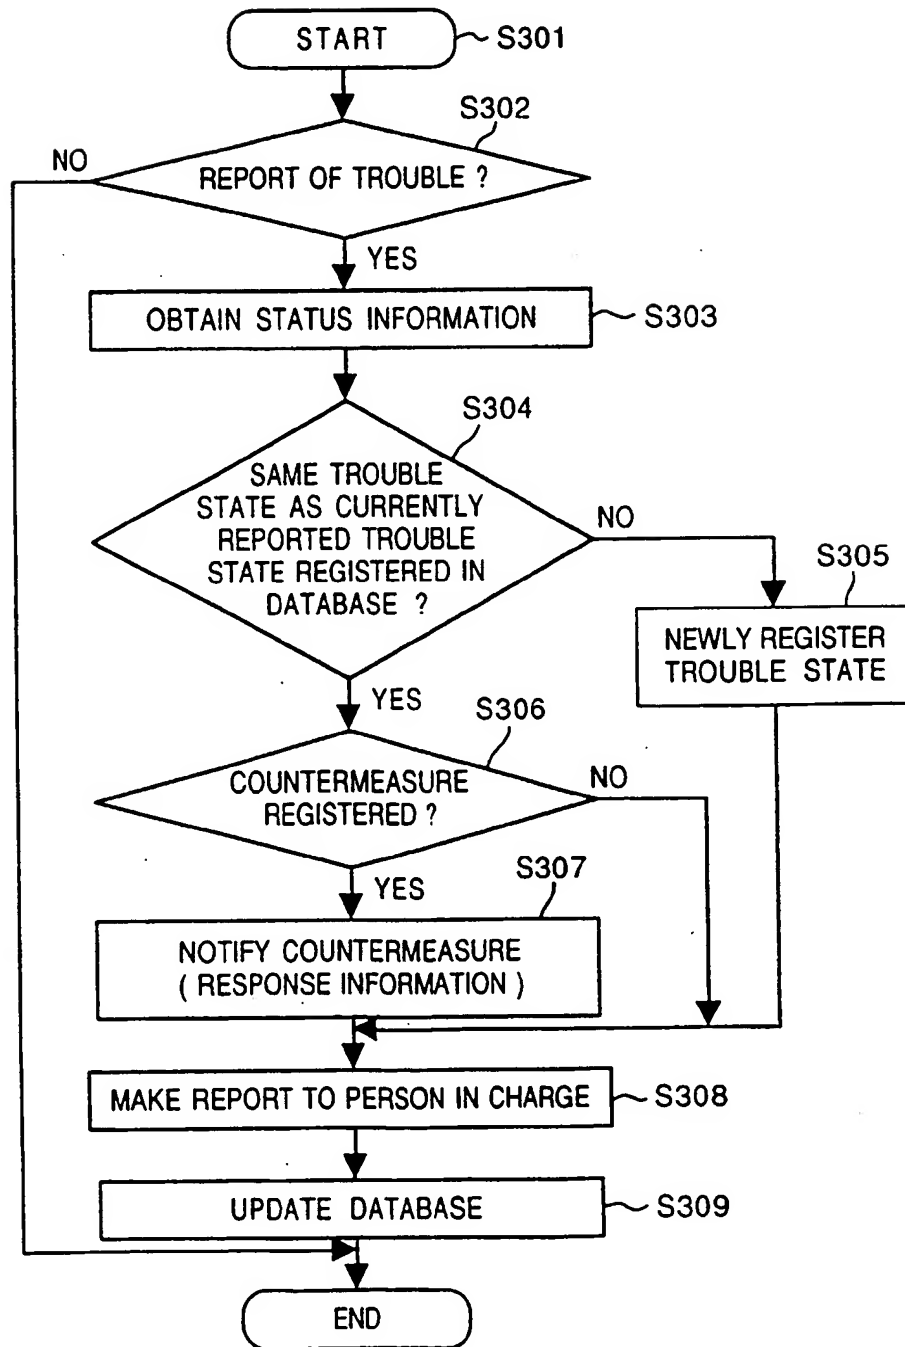 START
S301
S302
NO
REPORT OF TROUBLE ?
YES
OBTAIN STATUS INFORMATION
S303
S304
SAME TROUBLE
STATE AS CURRENTLY
REPORTED TROUBLE
STATE REGISTERED IN
DATABASE ?
NO
S305
NEWLY REGISTER
TROUBLE STATE
YES
S306
COUNTERMEASURE
REGISTERED ?
NO
YES
S307
NOTIFY COUNTERMEASURE
( RESPONSE INFORMATION )
MAKE REPORT TO PERSON IN CHARGE
S308
UPDATE DATABASE
S309
END